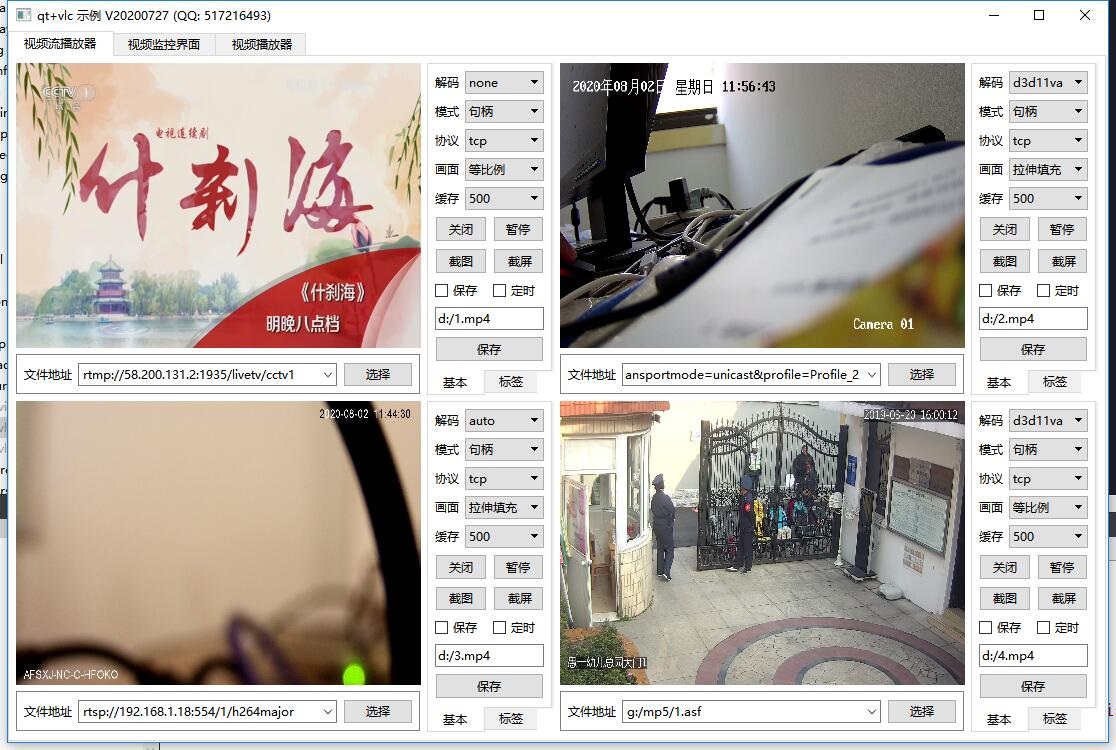 qt+vlc 示例 V20200727 (QQ: 517216493)
视频流播放器 视频监控界面 视频播放器
CCTV 1
电视连续剧
什刹海
《什刹海》
明晚八点档
解码 none
模式 句柄
协议 tcp
画面 等比例
缓存 500
关闭 暂停
截图 截屏
保存 定时
d:/1.mp4
保存
文件地址 rtmp://58.200.131.2:1935/livetv/cctv1 选择
基本 标签
2020年08月02日 星期日 11:56:43
Camera 01
解码 d3d11va
模式 句柄
协议 tcp
画面 拉伸填充
缓存 500
关闭 暂停
截图 截屏
保存 定时
d:/2.mp4
保存
文件地址 ansportmode=unicast&profile=Profile_2 选择
基本 标签
2020-08-02 11:44:30
AFSXJ-NC-C-HFOKO
解码 auto
模式 句柄
协议 tcp
画面 拉伸填充
缓存 500
关闭 暂停
截图 截屏
保存 定时
d:/3.mp4
保存
文件地址 rtsp://192.168.1.18:554/1/h264major 选择
基本 标签
2019-05-20 16:00:12
思一幼儿总园大门1
解码 d3d11va
模式 句柄
协议 tcp
画面 等比例
缓存 500
关闭 暂停
截图 截屏
保存 定时
d:/4.mp4
保存
文件地址 g:/mp5/1.asf 选择
基本 标签